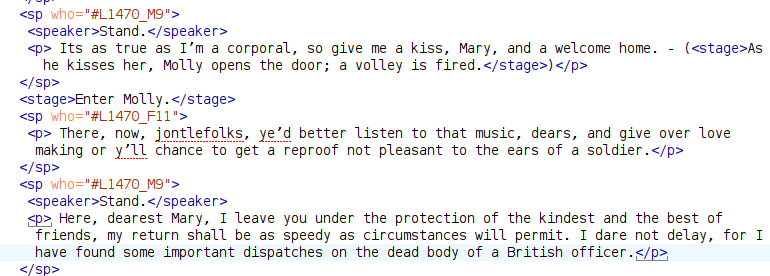 </sp>
<sp who="#L1470_M9">
<speaker>Stand.</speaker>
<p> Its as true as I’m a corporal, so give me a kiss, Mary, and a welcome home. - (<stage>As
he kisses her, Molly opens the door; a volley is fired.</stage>)</p>
</sp>
<stage>Enter Molly.</stage>
<sp who="#L1470_F11">
<p> There, now, jontlefolks, ye’d better listen to that music, dears, and give over love
making or y’ll chance to get a reproof not pleasant to the ears of a soldier.</p>
</sp>
<sp who="#L1470_M9">
<speaker>Stand.</speaker>
<p> Here, dearest Mary, I leave you under the protection of the kindest and the best of
friends, my return shall be as speedy as circumstances will permit. I dare not delay, for I
have found some important dispatches on the dead body of a British officer.</p>
</sp>